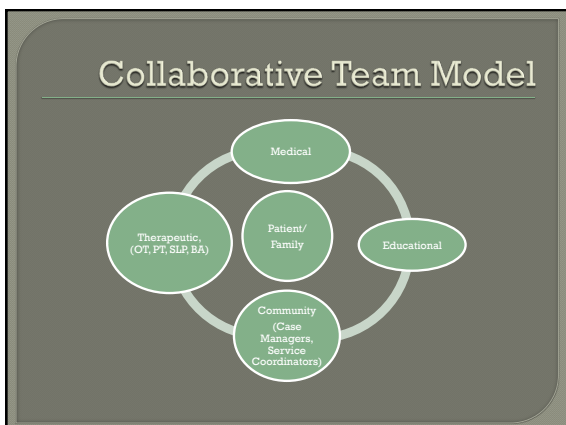 Collaborative Team Model
Medical
Patient/
Family
Therapeutic,
(OT, PT, SLP, BA)
Educational
Community
(Case
Managers,
Service
Coordinators)